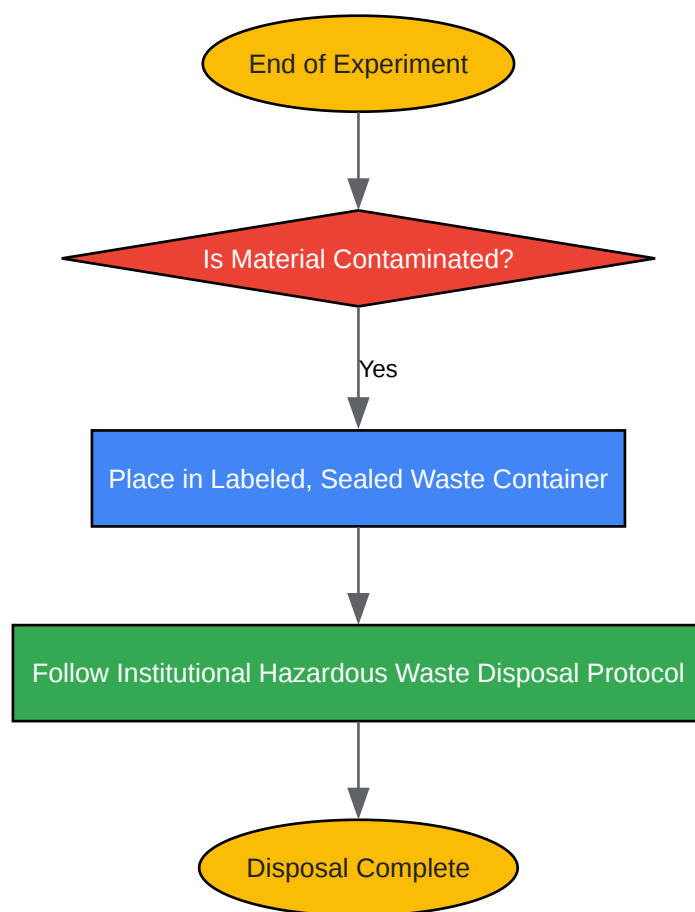 End of Experiment
Is Material Contaminated?
Yes
Place in Labeled, Sealed Waste Container
Follow Institutional Hazardous Waste Disposal Protocol
Disposal Complete